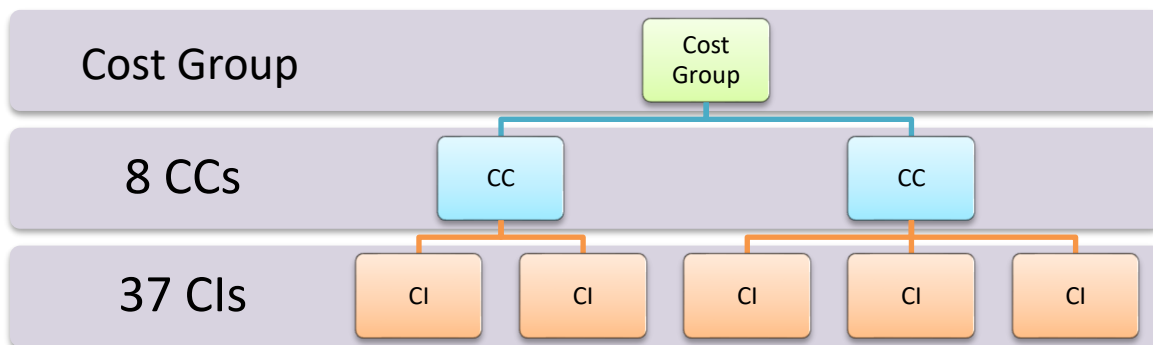 Cost Group
Cost
Group
8 CCs
CC
CC
37 CIs
CI
CI
CI
CI
CI